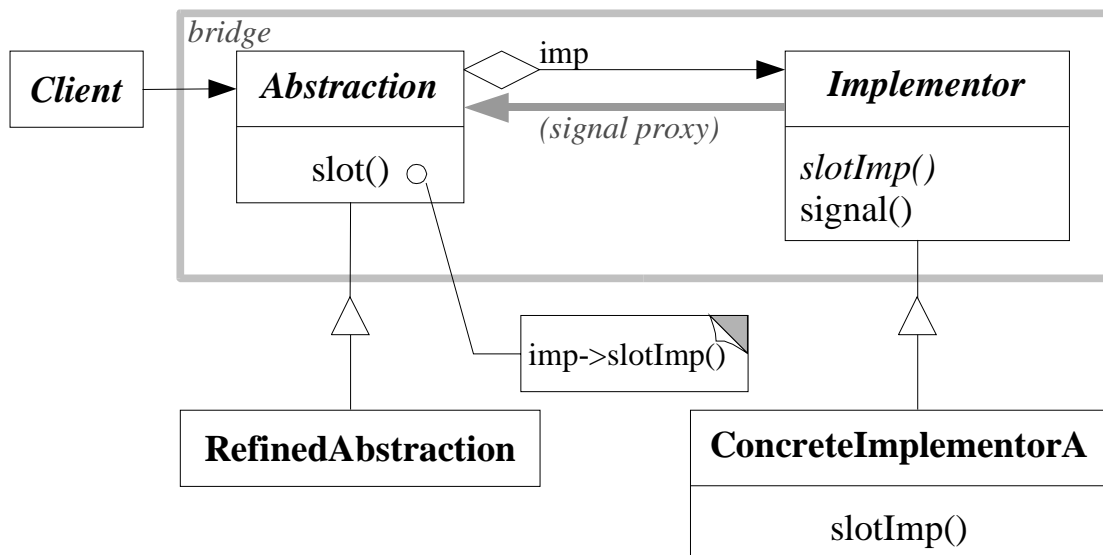 bridge
Client
Abstraction
imp
Implementor
(signal proxy)
slot()
slotImp()
signal()
imp->slotImp()
RefinedAbstraction
ConcreteImplementorA
slotImp()